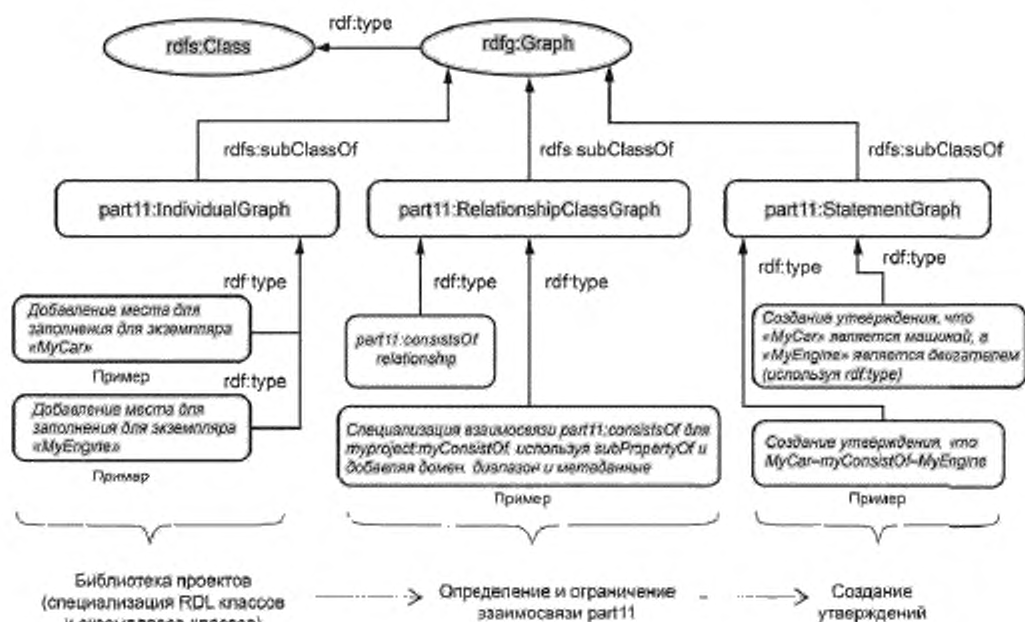 rdf:type
rdfs:Class
rdfg:Graph
rdfs:subClassOf
rdfs subClassOf
rdfs:subClassOf
part11:IndividualGraph
part11:RelationshipClassGraph
part11:StatementGraph
rdf:type
rdf:type
rdf:type
rdf:type
rdf:type
Добавление места для
заполнения для экземпляра
«MyCar»
Пример
rdf:type
Добавление места для
заполнения для экземпляра
«MyEngine»
Пример
part11:consistsOf
relationship
Специализация взаимосвязи part11:consistsOf для
myproject:myConsistOf, используя subPropertyOf и
добавляя домен, диапазон и метаданные
Пример
Создание утверждения, что
«MyCar» является машиной, а
«MyEngine» является двигателем
(используя rdf:type)
Создание утверждения, что
MyCar–myConsistOf–MyEngine
Пример
Библиотека проектов
(специализация RDL классов
и экземпляров классов)
Определение и ограничение
взаимосвязи part11
Создание
утверждений